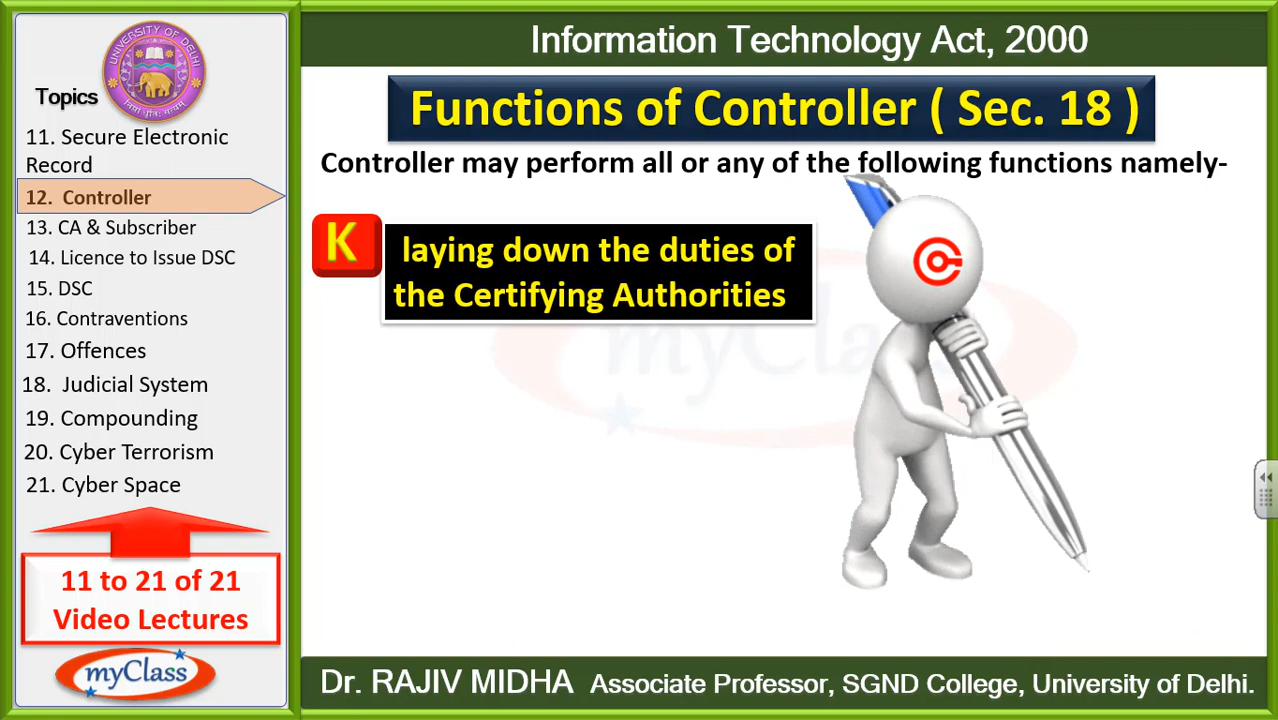 Information Technology Act, 2000
UNIVERSITY OF DELHI
Topics
11. Secure Electronic
Record
12. Controller
13. CA & Subscriber
14. Licence to Issue DSC
15. DSC
16. Contraventions
17. Offences
18. Judicial System
19. Compounding
20. Cyber Terrorism
21. Cyber Space
11 to 21 of 21
Video Lectures
myClass
Functions of Controller ( Sec. 18 )
Controller may perform all or any of the following functions namely-
K
laying down the duties of
the Certifying Authorities
myClass
Dr. RAJIV MIDHA Associate Professor, SGND College, University of Delhi.